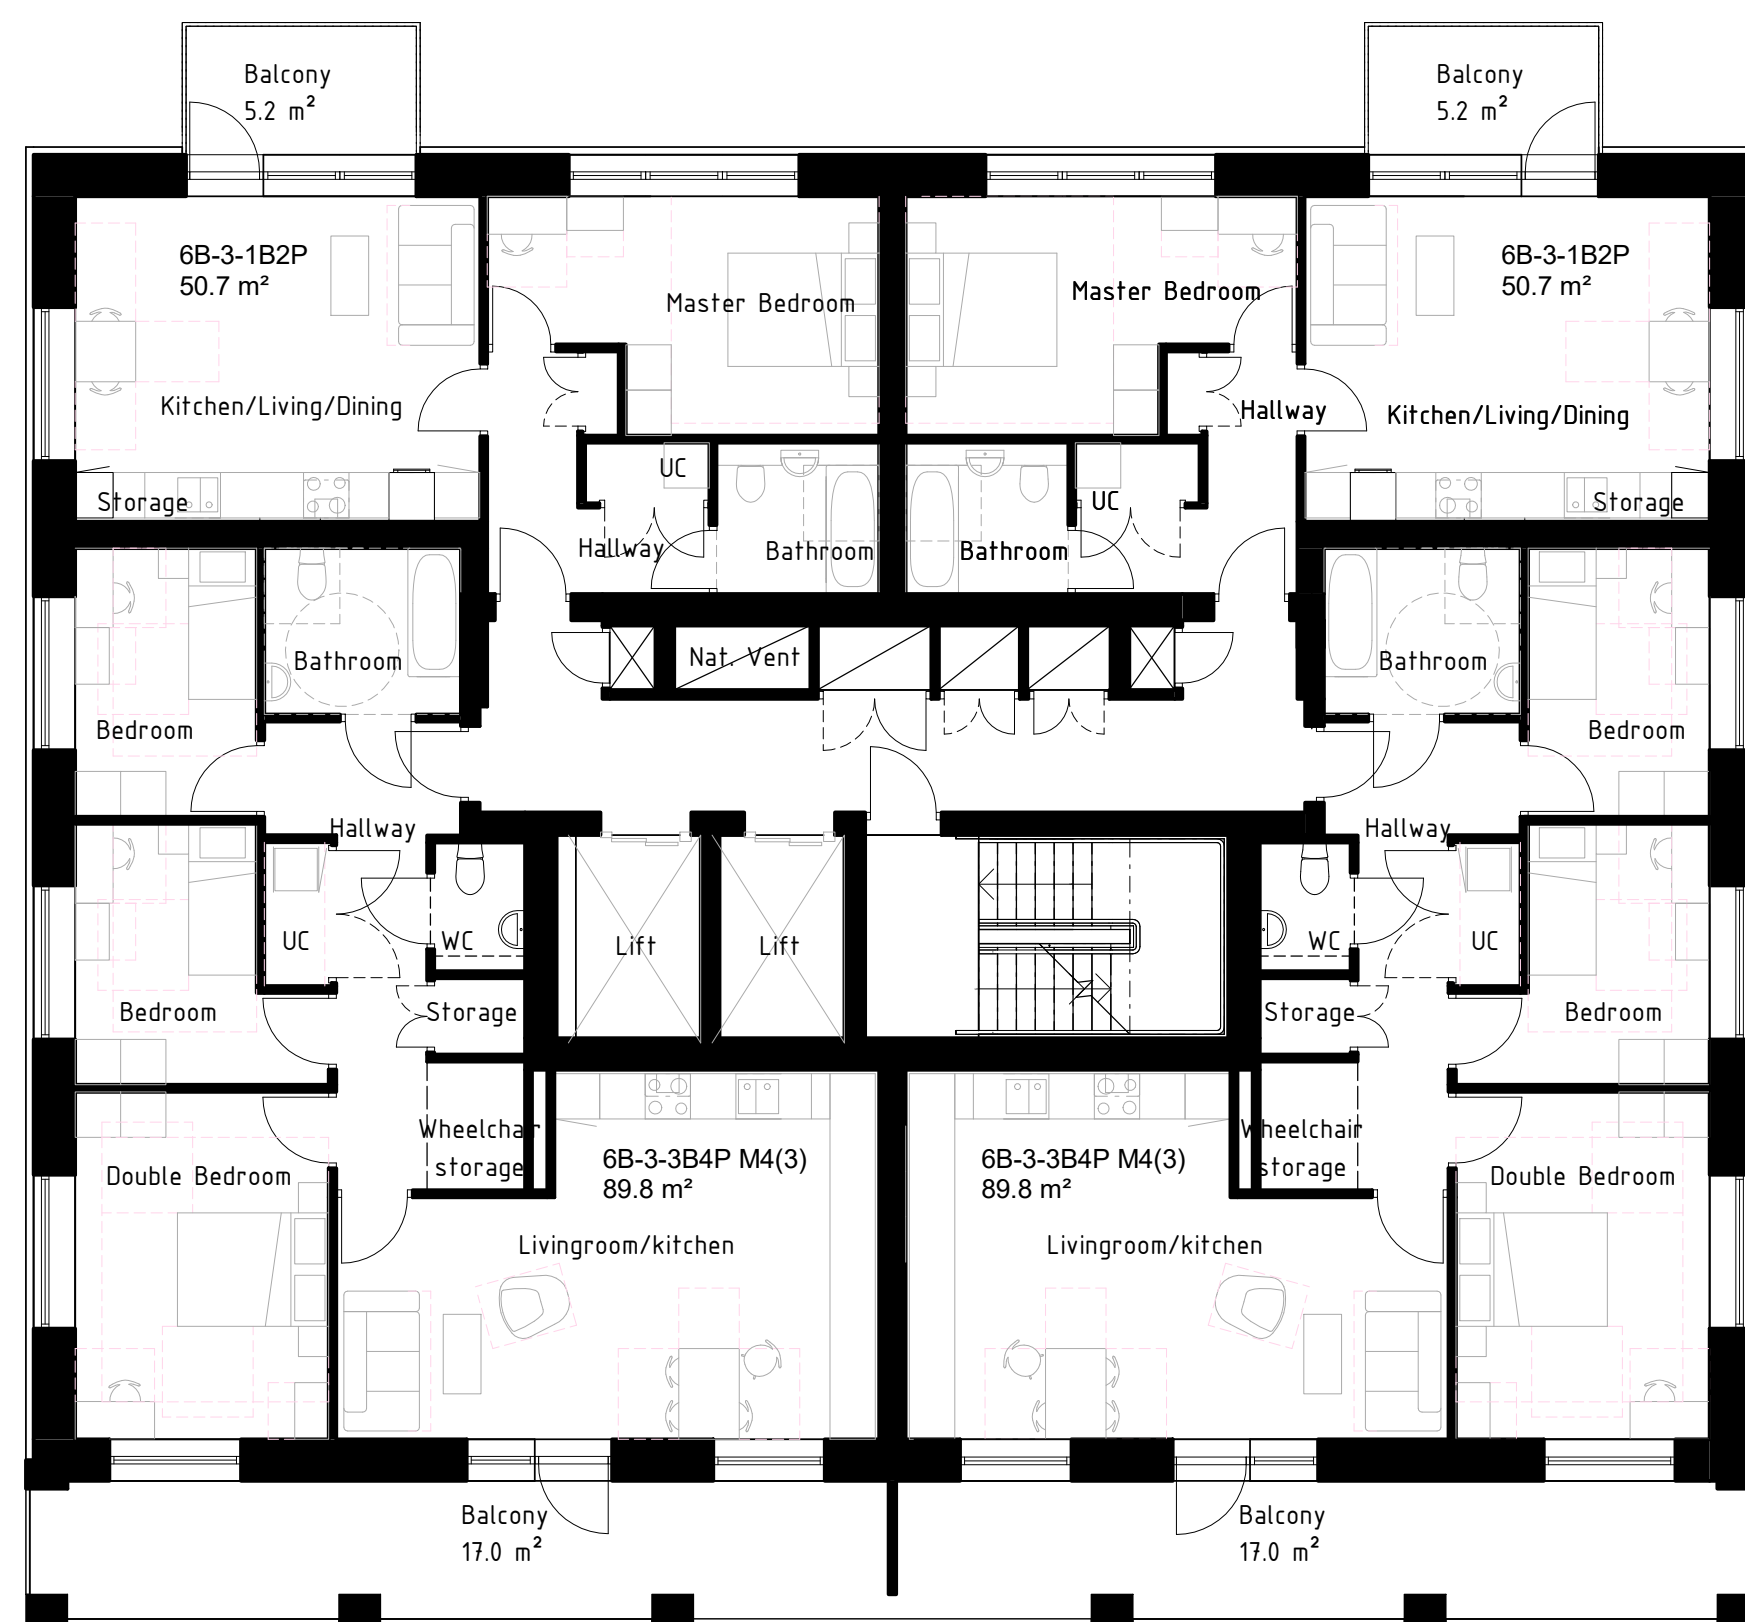 Balcony
5.2 m²
Balcony
5.2 m²
6B-3-1B2P
50.7 m²
Master Bedroom
Master Bedroom
6B-3-1B2P
50.7 m²
Kitchen/Living/Dining
Hallway
Kitchen/Living/Dining
UC
UC
Storage
Storage
Hallway
Bathroom
Bathroom
Bathroom
Nat. Vent
Bathroom
Bedroom
Bedroom
Hallway
Hallway
UC
WC
Lift
Lift
WC
UC
Bedroom
Storage
Storage
Bedroom
Wheelchair
storage
Wheelchair
storage
Double Bedroom
6B-3-3B4P M4(3)
89.8 m²
6B-3-3B4P M4(3)
89.8 m²
Double Bedroom
Livingroom/kitchen
Livingroom/kitchen
Balcony
17.0 m²
Balcony
17.0 m²